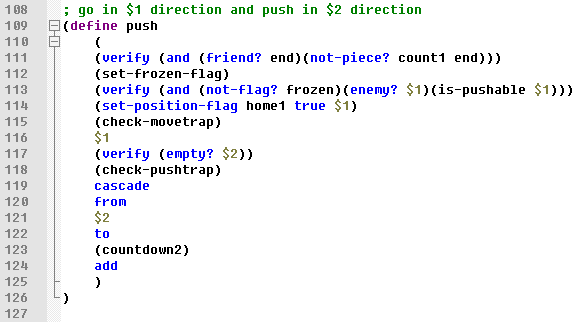 108 ; go in $1 direction and push in $2 direction
109 (define push
110 (
111 (verify (and (friend? end)(not-piece? count1 end)))
112 (set-frozen-flag)
113 (verify (and (not-flag? frozen)(enemy? $1)(is-pushable $1)))
114 (set-position-flag home1 true $1)
115 (check-movetrap)
116 $1
117 (verify (empty? $2))
118 (check-pushtrap)
119 cascade
120 from
121 $2
122 to
123 (countdown2)
124 add
125 )
126 )
127